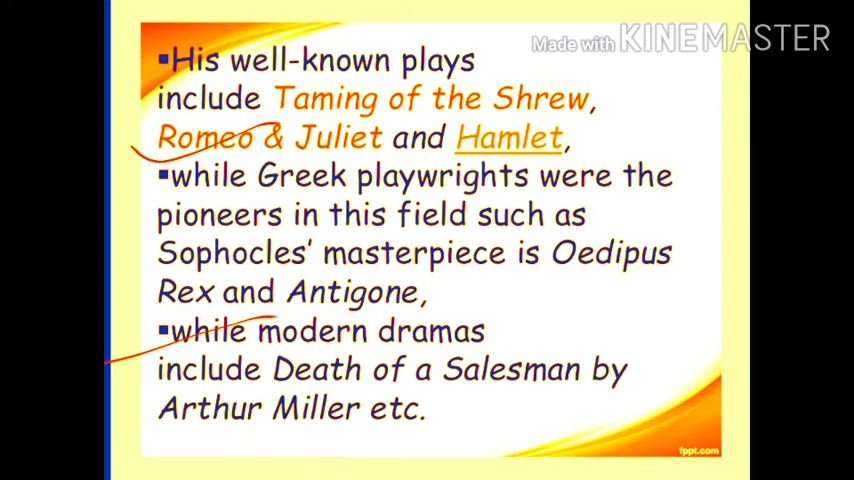 Made with KINEMASTER
▪His well-known plays
include Taming of the Shrew,
Romeo & Juliet and Hamlet,
▪while Greek playwrights were the
pioneers in this field such as
Sophocles’ masterpiece is Oedipus
Rex and Antigone,
▪while modern dramas
include Death of a Salesman by
Arthur Miller etc.
fppt.com